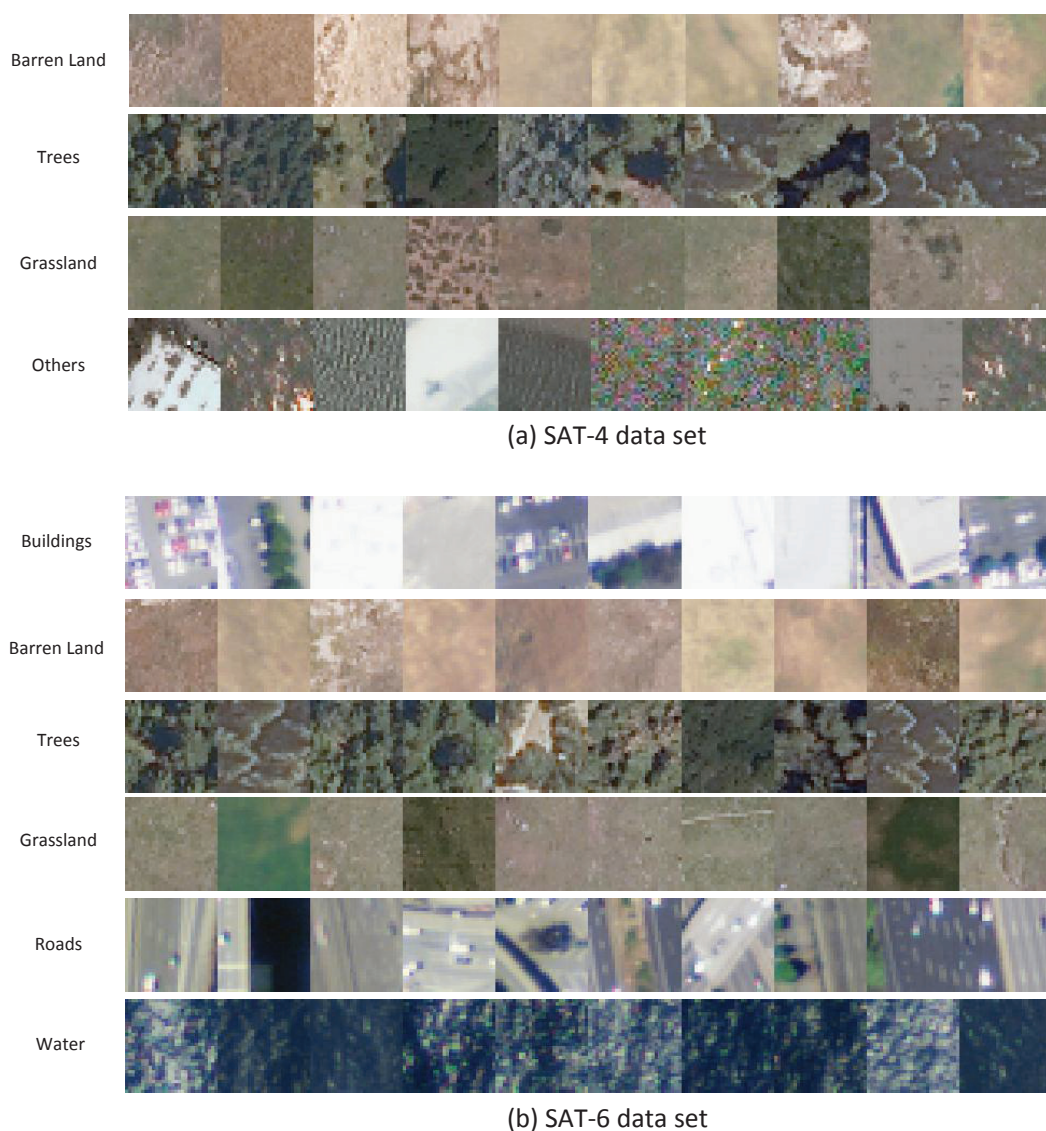 Barren Land
Trees
Grassland
Others
(a) SAT-4 data set
Buildings
Barren Land
Trees
Grassland
Roads
Water
(b) SAT-6 data set